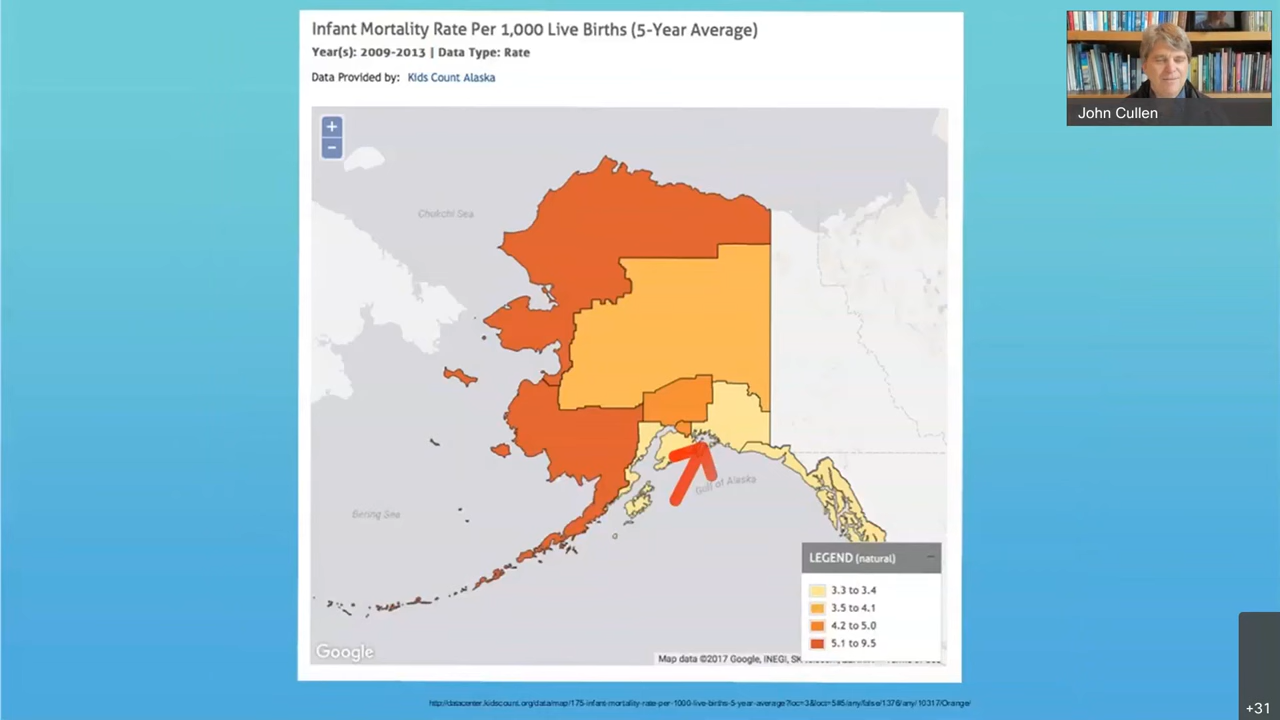 Infant Mortality Rate Per 1,000 Live Births (5-Year Average)
Year(s): 2009-2013 | Data Type: Rate
Data Provided by: Kids Count Alaska
John Cullen
+
−
Chukchi Sea
Gulf of Alaska
Bering Sea
LEGEND (natural)
3.3 to 3.4
3.5 to 4.1
4.2 to 5.0
5.1 to 9.5
Google
Map data ©2017 Google, INEGI,
+31